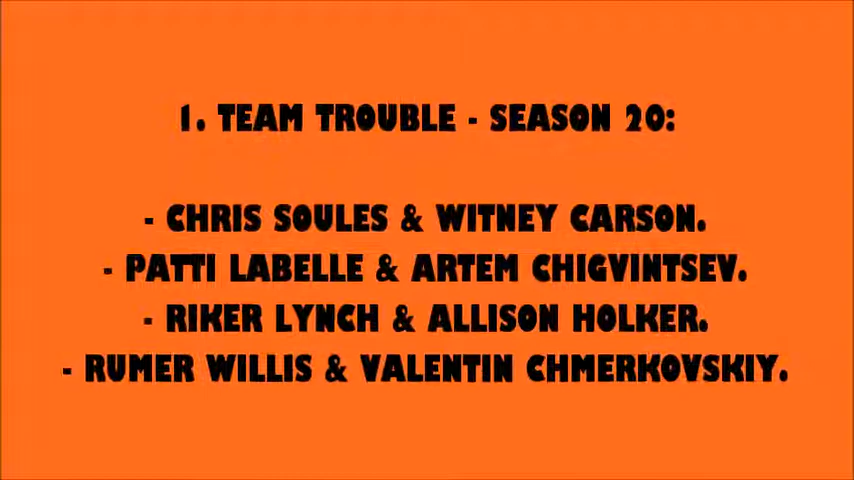 1. TEAM TROUBLE - SEASON 20:
- CHRIS SOULES & WITNEY CARSON.
- PATTI LABELLE & ARTEM CHIGVINTSEV.
- RIKER LYNCH & ALLISON HOLKER.
- RUMER WILLIS & VALENTIN CHMERKOVSKIY.